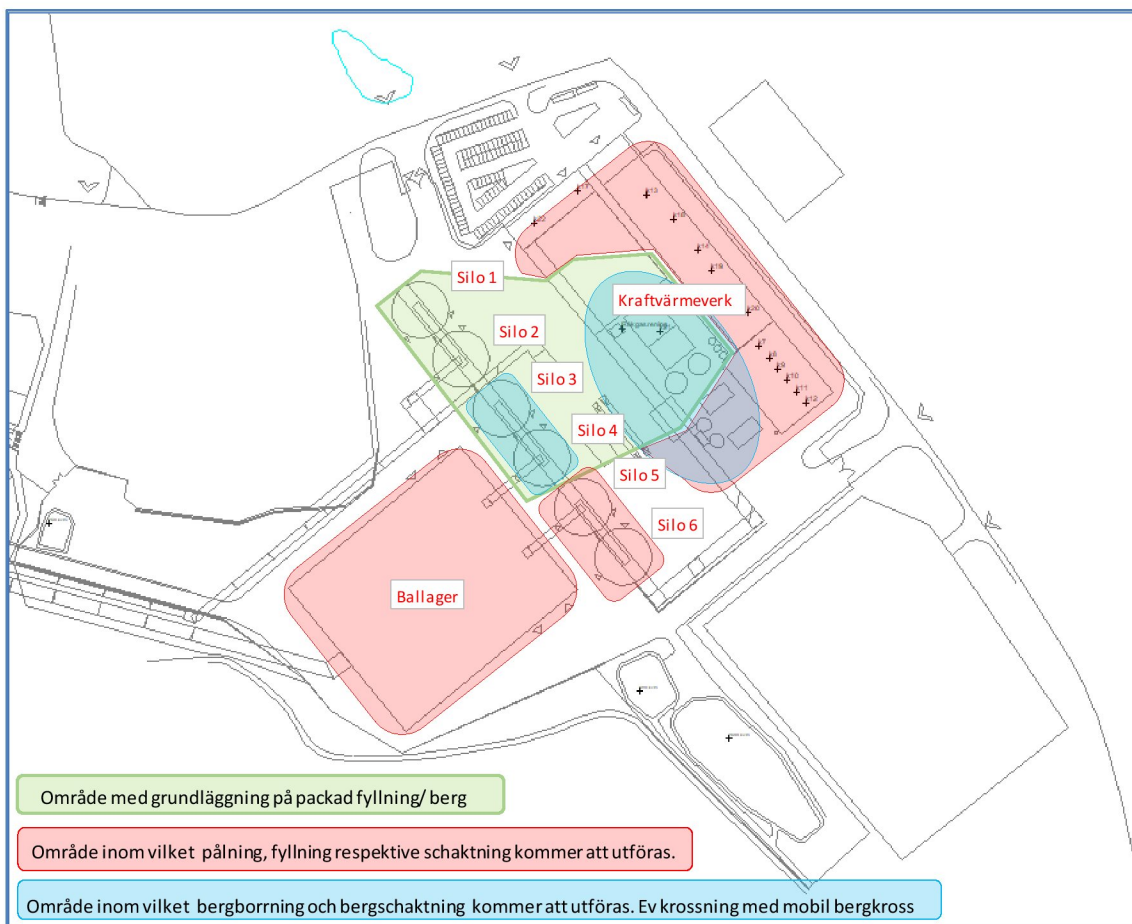 Silo 1
Kraftvärmeverk
Silo 2
Silo 3
Silo 4
Silo 5
Silo 6
Ballager
Område med grundläggning på packad fyllning/ berg
Område inom vilket pålning, fyllning respektive schaktning kommer att utföras.
Område inom vilket bergborrning och bergschaktning kommer att utföras. Ev krossning med mobil bergkross